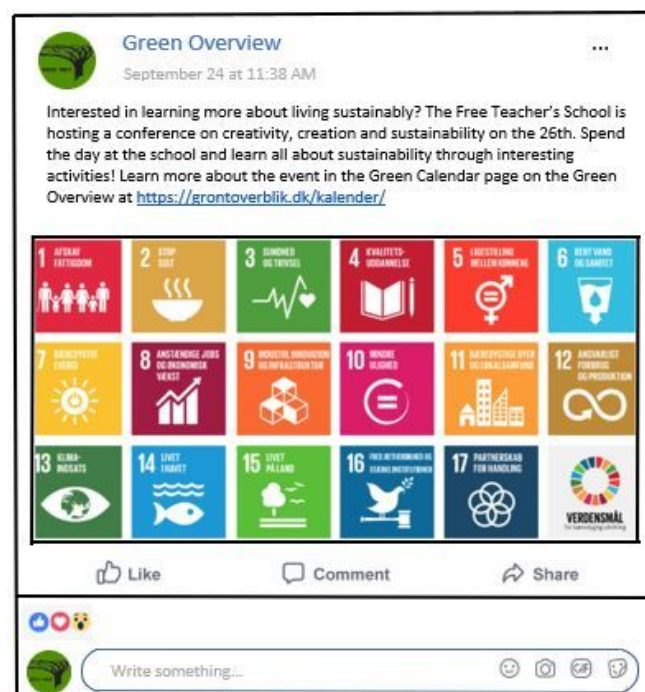 Green Overview
...
September 24 at 11:38 AM
Interested in learning more about living sustainably? The Free Teacher's School is
hosting a conference on creativity, creation and sustainability on the 26th. Spend
the day at the school and learn all about sustainability through interesting
activities! Learn more about the event in the Green Calendar page on the Green
Overview at https://grontoverblik.dk/kalender/
1 AFSKAF
FATTIGDOM
2 STOP
SULT
3 SUNDHED
OG TRIVSEL
4 KVALITETS-
UDDANNELSE
5 LIGESTILLING
MELLEM KØNNENE
6 RENT VAND
OG SANITET
7 BÆREDYGTIG
ENERGI
8 ANSTÆNDIGE JOBS
OG ØKONOMISK
VÆKST
9 INDUSTRI, INNOVATION
OG INFRASTRUKTUR
10 MINDRE
ULIGHED
11 BÆREDYGTIGE BYER
OG LOKALSAMFUND
12 ANSVARLIGT
FORBRUG
OG PRODUKTION
13 KLIMA-
INDSATS
14 LIVET
I HAVET
15 LIVET
PÅ LAND
16
17 PARTNERSKAB
FOR HANDLING
VERDENSMÅL
Like
Comment
Share
Write something...
GIF